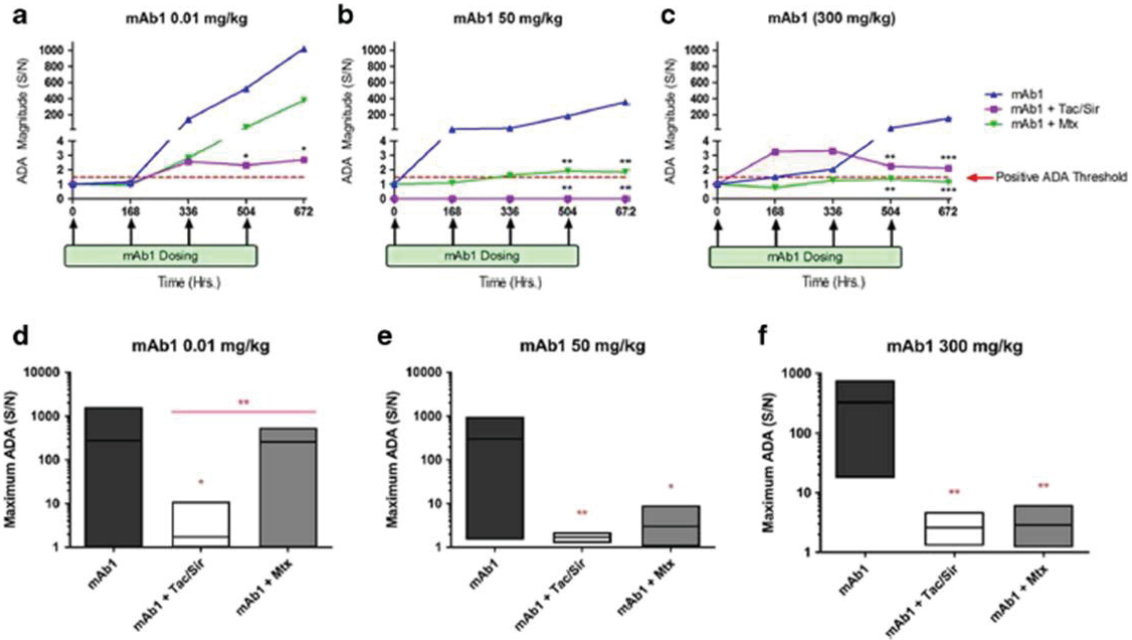 a
mAb1 0.01 mg/kg
ADA Magnitude (S/N)
1000
800
600
400
200
4
3
2
1
0
*
*
0 168 336 504 672
mAb1 Dosing
Time (Hrs.)
b
mAb1 50 mg/kg
ADA Magnitude (S/N)
1000
800
600
400
200
4
3
2
1
0
** **
** **
0 168 336 504 672
mAb1 Dosing
Time (Hrs.)
c
mAb1 (300 mg/kg)
ADA Magnitude (S/N)
1000
800
600
400
200
4
3
2
1
0
** ***
** ***
0 168 336 504 672
mAb1 Dosing
Time (Hrs.)
mAb1
mAb1 + Tac/Sir
mAb1 + Mtx
Positive ADA Threshold
d
mAb1 0.01 mg/kg
Maximum ADA (S/N)
10000
1000
100
10
1
**
*
mAb1
mAb1 + Tac/Sir
mAb1 + Mtx
e
mAb1 50 mg/kg
Maximum ADA (S/N)
10000
1000
100
10
1
**
*
mAb1
mAb1 + Tac/Sir
mAb1 + Mtx
f
mAb1 300 mg/kg
Maximum ADA (S/N)
1000
100
10
1
**
**
mAb1
mAb1 + Tac/Sir
mAb1 + Mtx